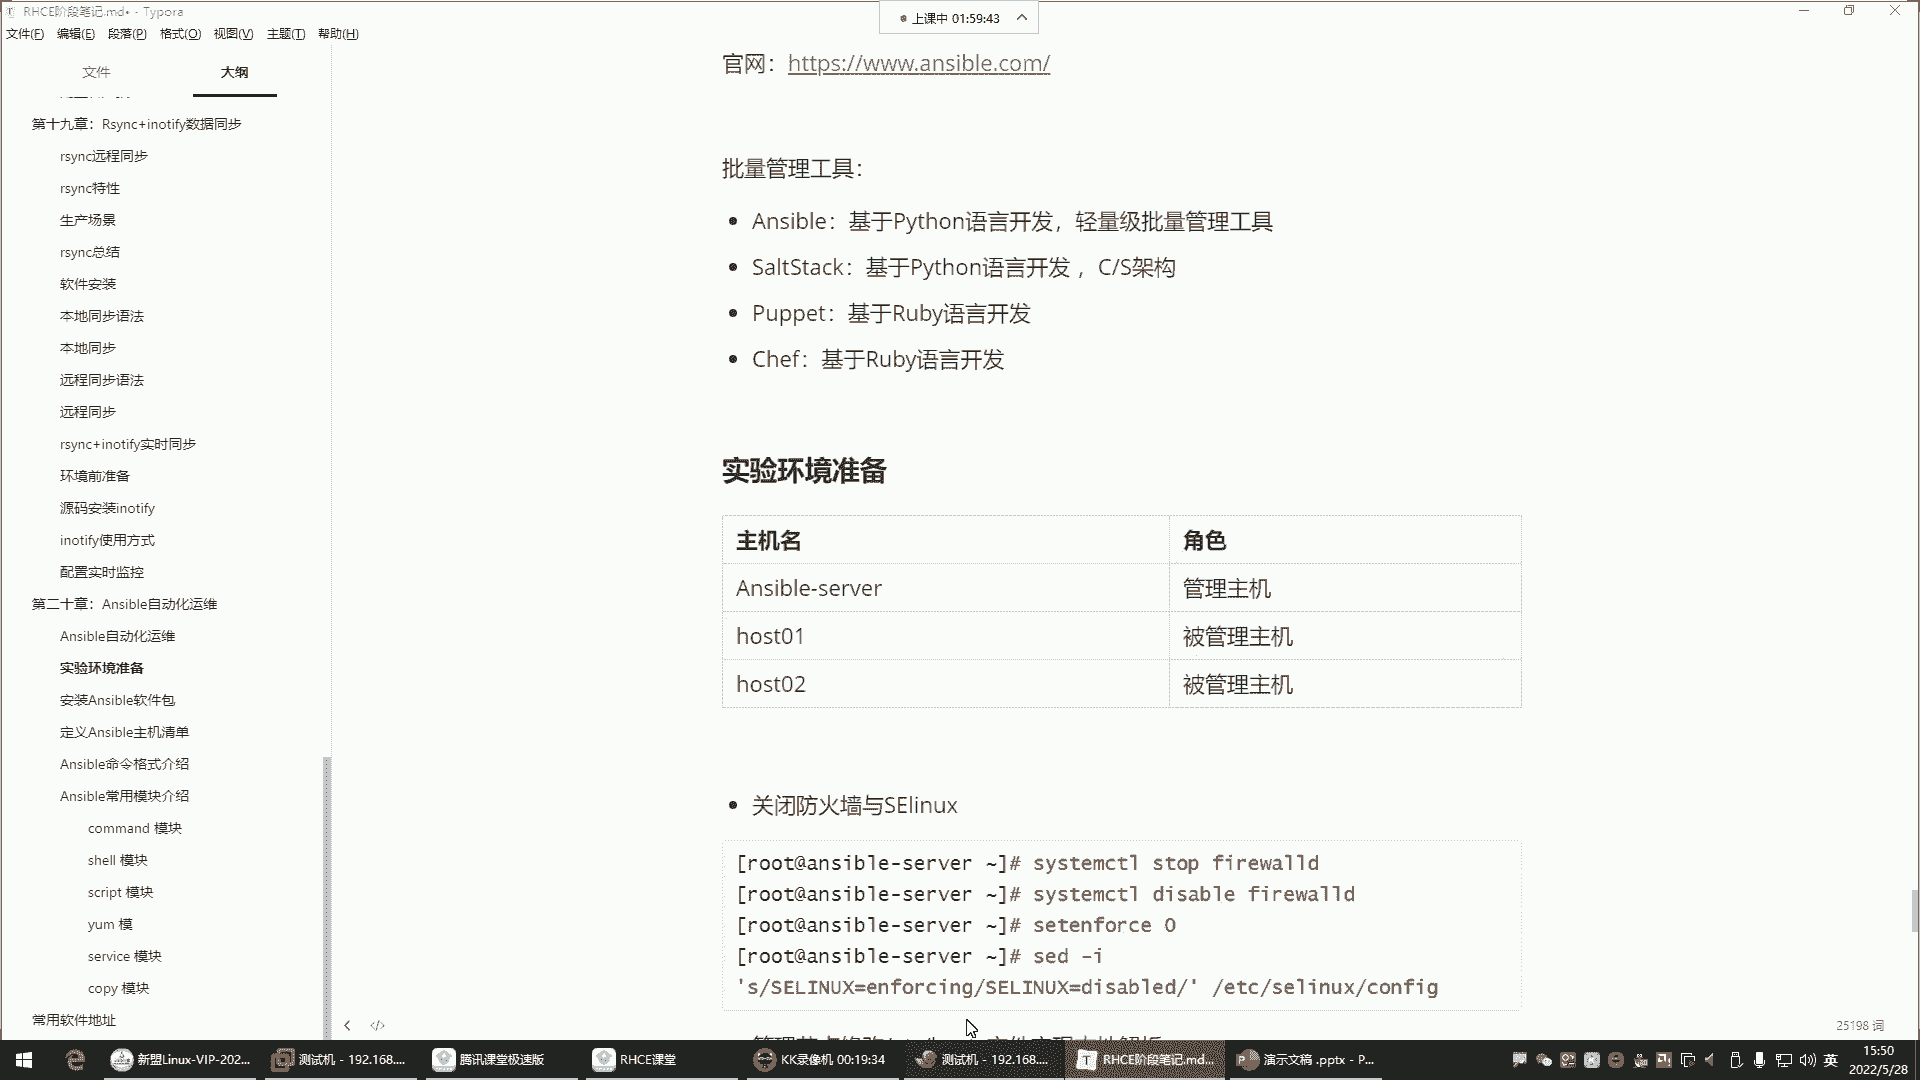 RHCE阶段笔记.md• - Typora
上课中 01:59:43
文件(F) 编辑(E) 段落(P) 格式(O) 视图(V) 主题(T) 帮助(H)
文件 大纲
第十九章：Rsync+inotify数据同步
rsync远程同步
rsync特性
生产场景
rsync总结
软件安装
本地同步语法
本地同步
远程同步语法
远程同步
rsync+inotify实时同步
环境前准备
源码安装inotify
inotify使用方式
配置实时监控
第二十章：Ansible自动化运维
Ansible自动化运维
实验环境准备
安装Ansible软件包
定义Ansible主机清单
Ansible命令格式介绍
Ansible常用模块介绍
command 模块
shell 模块
script 模块
yum 模
service 模块
copy 模块
常用软件地址
官网：https://www.ansible.com/
批量管理工具：
Ansible：基于Python语言开发，轻量级批量管理工具
SaltStack：基于Python语言开发 ，C/S架构
Puppet：基于Ruby语言开发
Chef：基于Ruby语言开发
实验环境准备
主机名 角色
Ansible-server 管理主机
host01 被管理主机
host02 被管理主机
关闭防火墙与SElinux
[root@ansible-server ~]# systemctl stop firewalld
[root@ansible-server ~]# systemctl disable firewalld
[root@ansible-server ~]# setenforce 0
[root@ansible-server ~]# sed -i
's/SELINUX=enforcing/SELINUX=disabled/' /etc/selinux/config
25198 词
新盟Linux-VIP-202... 测试机 - 192.168.... 腾讯课堂极速版 RHCE课堂 KK录像机 00:19:34 测试机 - 192.168.... RHCE阶段笔记.md... 演示文稿 .pptx - P... 英 15:50
2022/5/28